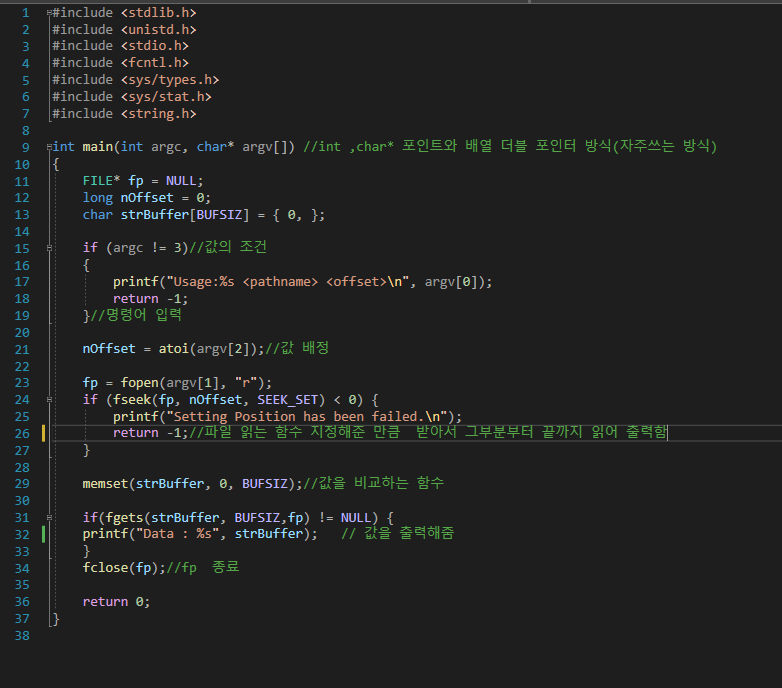 1 #include <stdlib.h>
2 #include <unistd.h>
3 #include <stdio.h>
4 #include <fcntl.h>
5 #include <sys/types.h>
6 #include <sys/stat.h>
7 #include <string.h>
8
9 int main(int argc, char* argv[]) //int ,char* 포인트와 배열 더블 포인터 방식(자주쓰는 방식)
10 {
11     FILE* fp = NULL;
12     long nOffset = 0;
13     char strBuffer[BUFSIZ] = { 0, };
14
15     if (argc != 3)//값의 조건
16     {
17         printf("Usage:%s <pathname> <offset>\n", argv[0]);
18         return -1;
19     }//명령어 입력
20
21     nOffset = atoi(argv[2]);//값 배정
22
23     fp = fopen(argv[1], "r");
24     if (fseek(fp, nOffset, SEEK_SET) < 0) {
25         printf("Setting Position has been failed.\n");
26         return -1;//파일 읽는 함수 지정해준 만큼  받아서 그부분부터 끝까지 읽어 출력함
27     }
28
29     memset(strBuffer, 0, BUFSIZ);//값을 비교하는 함수
30
31     if(fgets(strBuffer, BUFSIZ,fp) != NULL) {
32     printf("Data : %s", strBuffer);   // 값을 출력해줌
33     }
34     fclose(fp);//fp  종료
35
36     return 0;
37 }
38